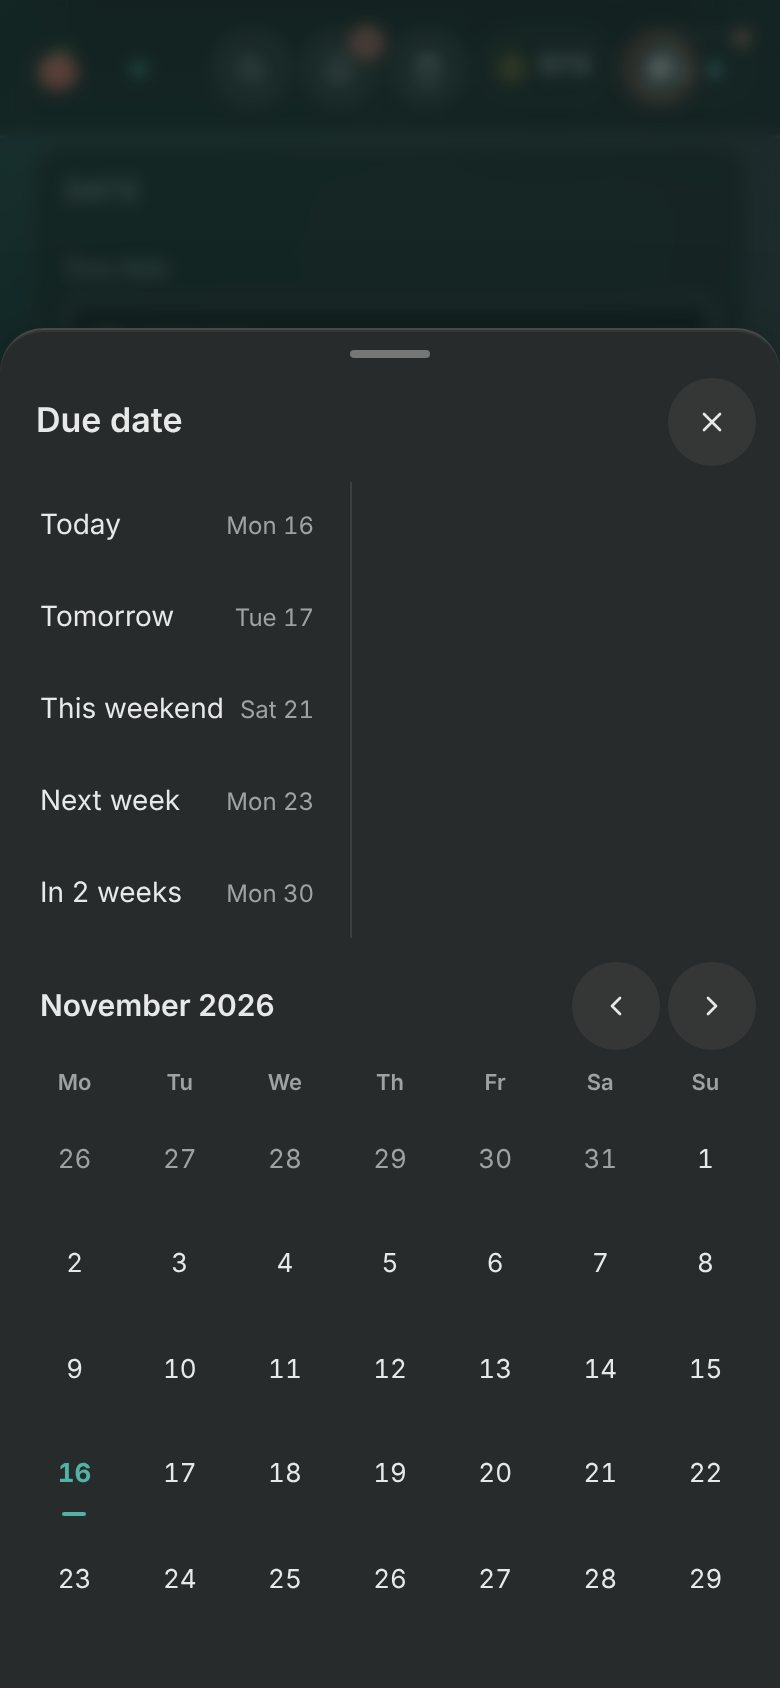 Due date
Today Mon 16
Tomorrow Tue 17
This weekend Sat 21
Next week Mon 23
In 2 weeks Mon 30
November 2026
Mo Tu We Th Fr Sa Su
26 27 28 29 30 31 1
2 3 4 5 6 7 8
9 10 11 12 13 14 15
16 17 18 19 20 21 22
23 24 25 26 27 28 29